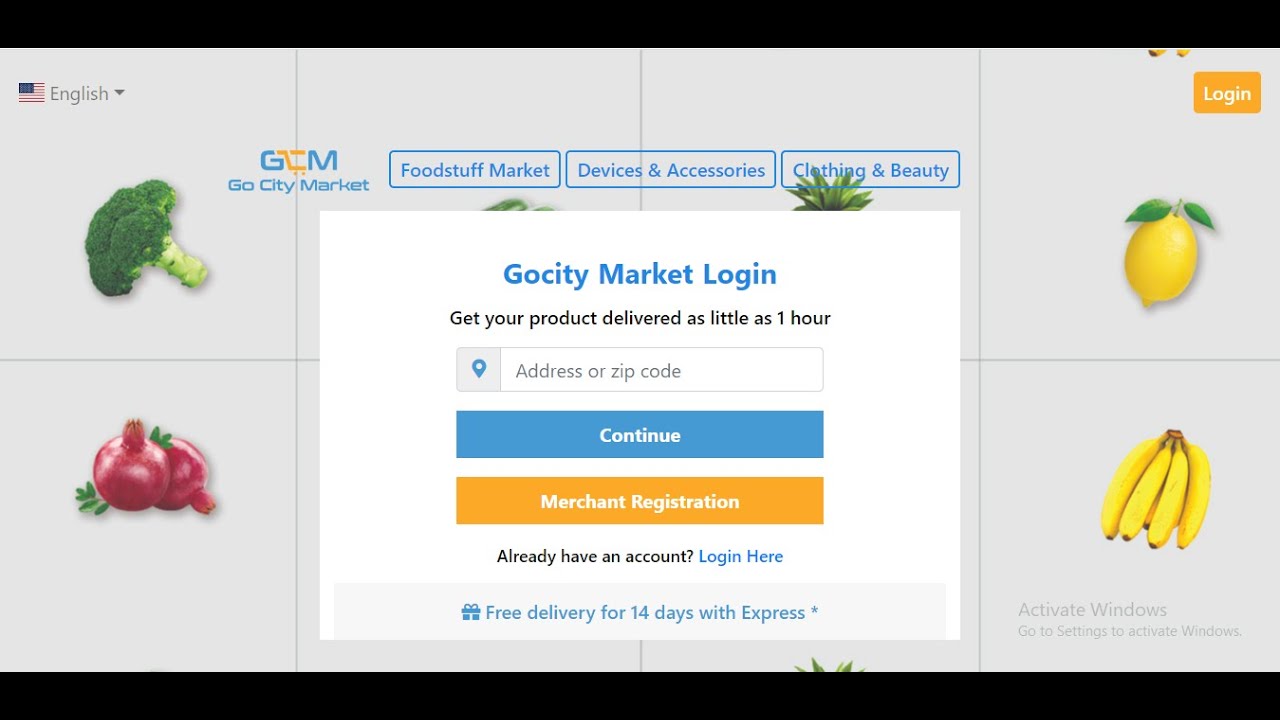 English
Login
GCM
Go City Market
Foodstuff Market
Devices & Accessories
Clothing & Beauty
Gocity Market Login
Get your product delivered as little as 1 hour
Address or zip code
Continue
Merchant Registration
Already have an account? Login Here
Free delivery for 14 days with Express *
Activate Windows
Go to Settings to activate Windows.